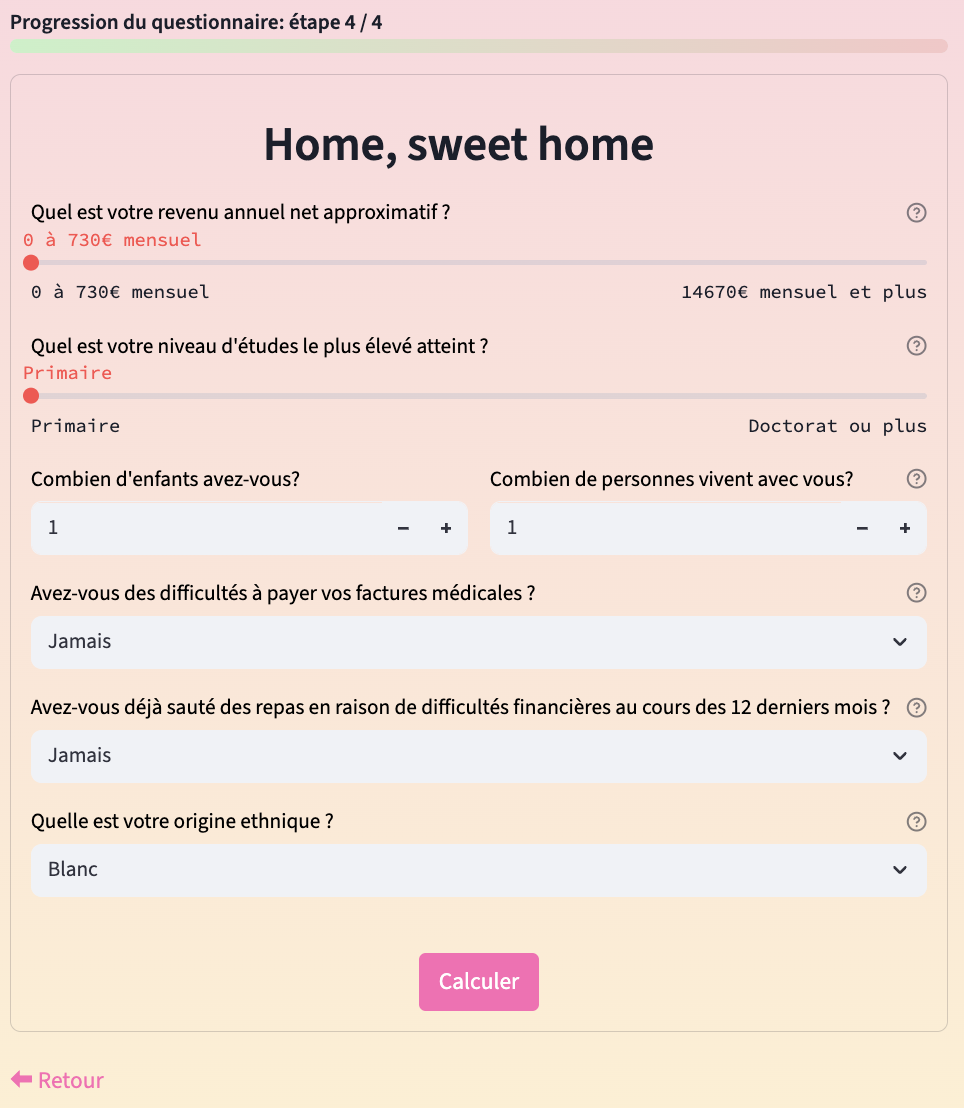 Progression du questionnaire: étape 4 / 4
Home, sweet home
Quel est votre revenu annuel net approximatif ?
0 à 730€ mensuel
0 à 730€ mensuel 14670€ mensuel et plus
Quel est votre niveau d'études le plus élevé atteint ?
Primaire
Primaire Doctorat ou plus
Combien d'enfants avez-vous? Combien de personnes vivent avec vous?
1 − + 1 − +
Avez-vous des difficultés à payer vos factures médicales ?
Jamais
Avez-vous déjà sauté des repas en raison de difficultés financières au cours des 12 derniers mois ?
Jamais
Quelle est votre origine ethnique ?
Blanc
Calculer
Retour